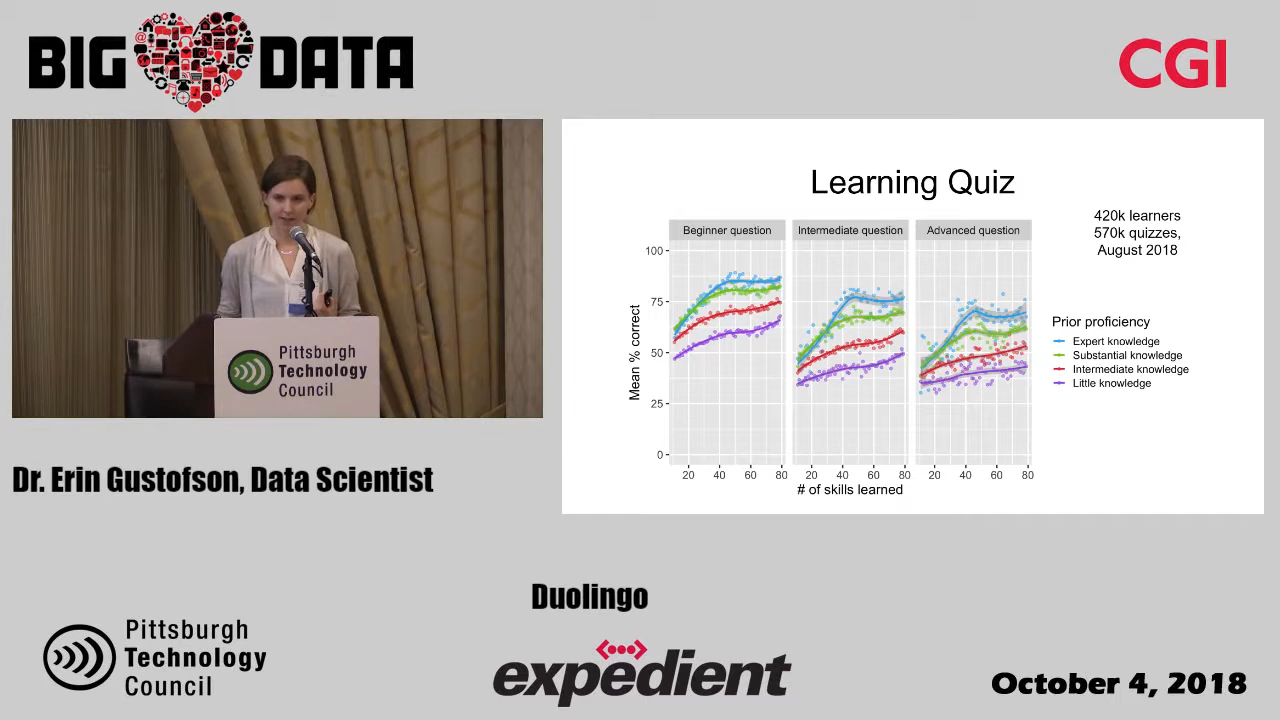 BIG DATA
CGI
Pittsburgh
Technology
Council
Dr. Erin Gustofson, Data Scientist
Learning Quiz
420k learners
570k quizzes,
August 2018
Beginner question
Intermediate question
Advanced question
100
75
50
25
0
Mean % correct
20 40 60 80
20 40 60 80
20 40 60 80
# of skills learned
Prior proficiency
Expert knowledge
Substantial knowledge
Intermediate knowledge
Little knowledge
Duolingo
Pittsburgh
Technology
Council
expedient
October 4, 2018